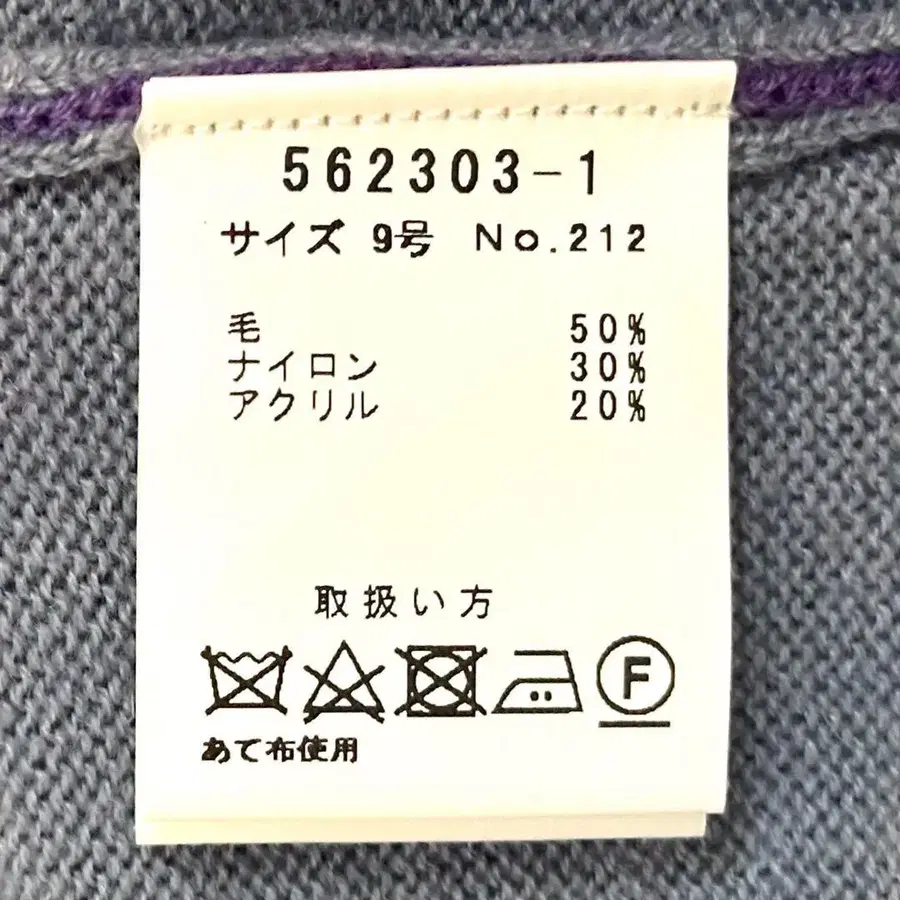 562303-1
サイズ 9号 No.212
毛 50%
ナイロン 30%
アクリル 20%
取扱い方
F
あて布使用